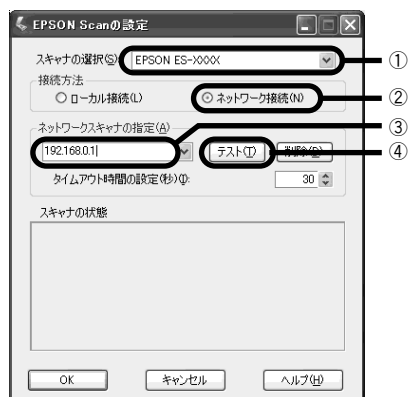 EPSON Scanの設定
スキャナの選択(S): EPSON ES-XXXX ①
接続方法
ローカル接続(L) ネットワーク接続(N) ②
ネットワークスキャナの指定(A) ③
192.168.0.1 テスト(T) 削除(D) ④
タイムアウト時間の設定(秒)(I): 30
スキャナの状態
OK キャンセル ヘルプ(H)